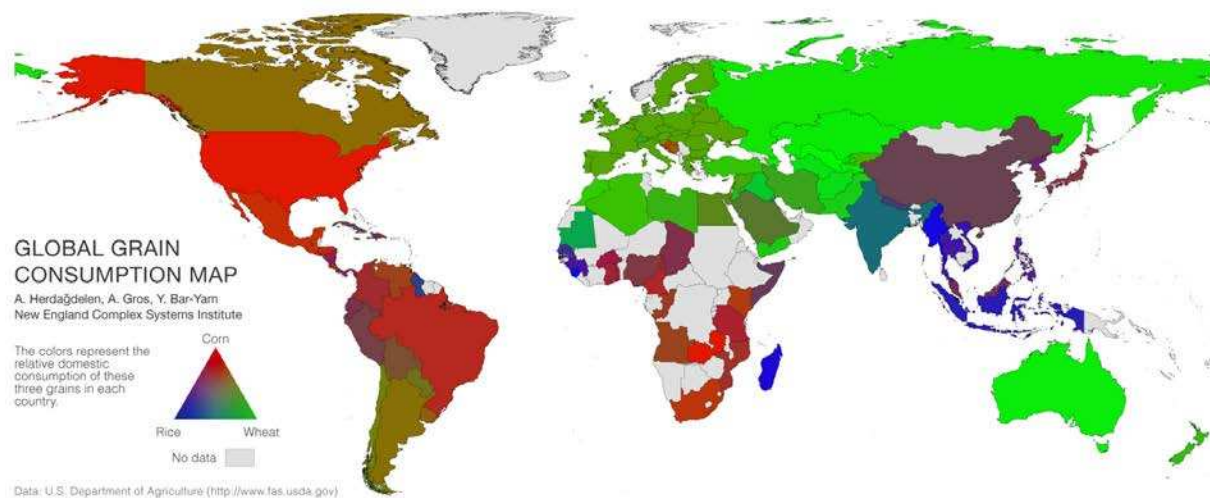 GLOBAL GRAIN
CONSUMPTION MAP
A. Herdağdelen, A. Gros, Y. Bar-Yam
New England Complex Systems Institute
The colors represent the
relative domestic
consumption of these
three grains in each
country.
Corn
Rice
Wheat
No data
Data: U.S. Department of Agriculture (http://www.fas.usda.gov)